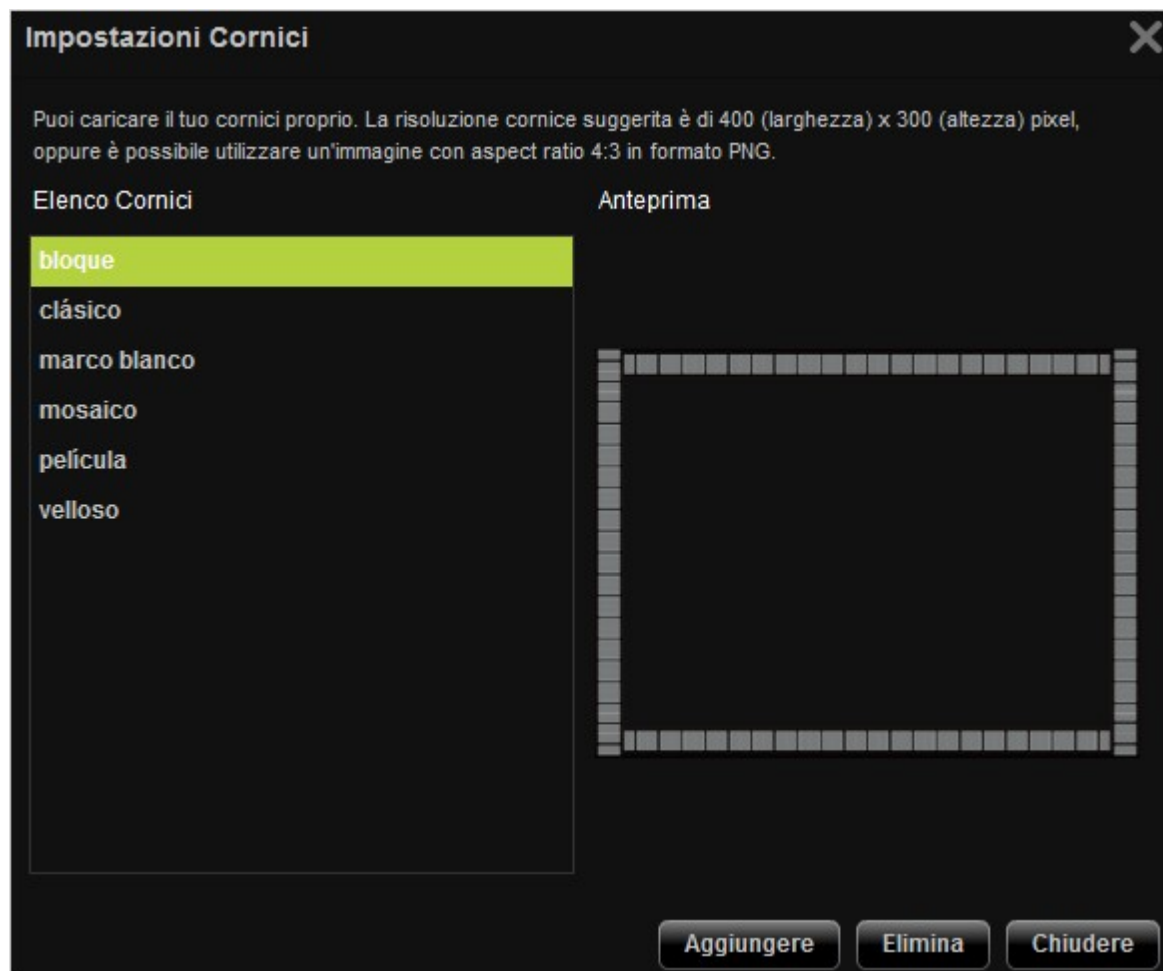 Impostazioni Cornici
Puoi caricare il tuo cornici proprio. La risoluzione cornice suggerita è di 400 (larghezza) x 300 (altezza) pixel,
oppure è possibile utilizzare un'immagine con aspect ratio 4:3 in formato PNG.
Elenco Cornici
Anteprima
bloque
clásico
marco blanco
mosaico
película
velloso
Aggiungere
Elimina
Chiudere